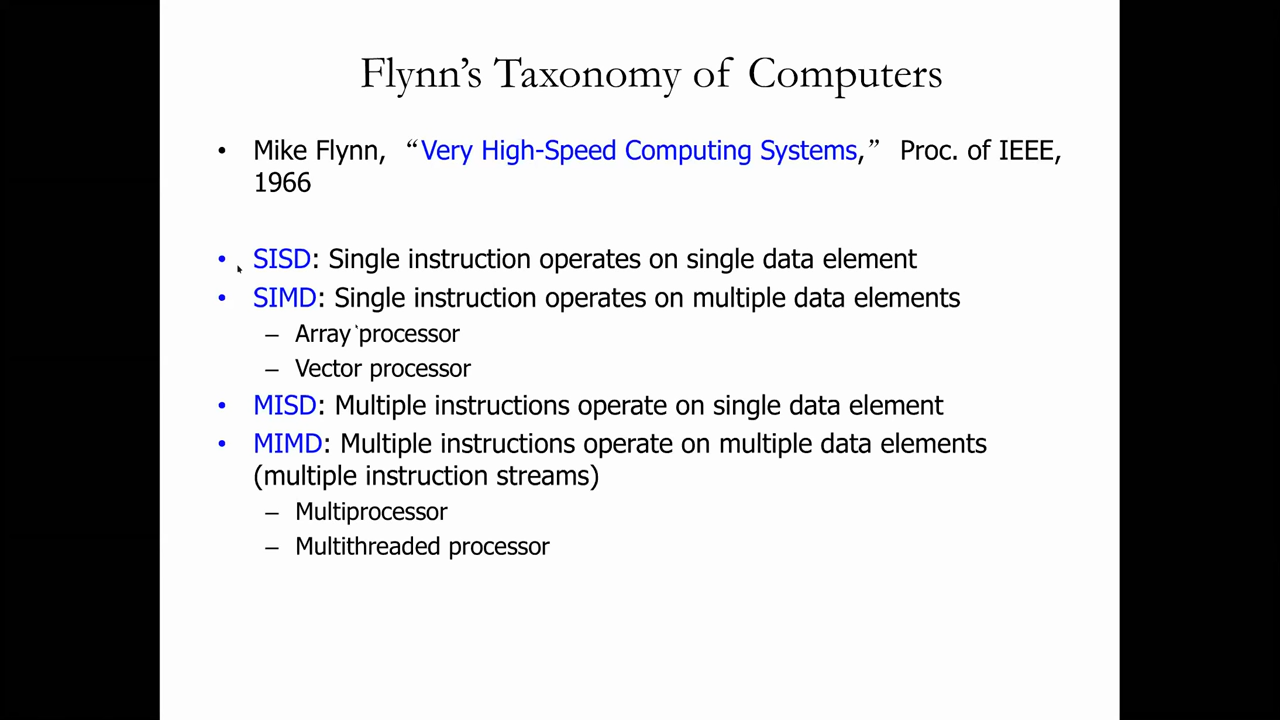 Flynn’s Taxonomy of Computers
• Mike Flynn, “Very High-Speed Computing Systems,” Proc. of IEEE,
1966
• SISD: Single instruction operates on single data element
• SIMD: Single instruction operates on multiple data elements
– Array processor
– Vector processor
• MISD: Multiple instructions operate on single data element
• MIMD: Multiple instructions operate on multiple data elements
(multiple instruction streams)
– Multiprocessor
– Multithreaded processor